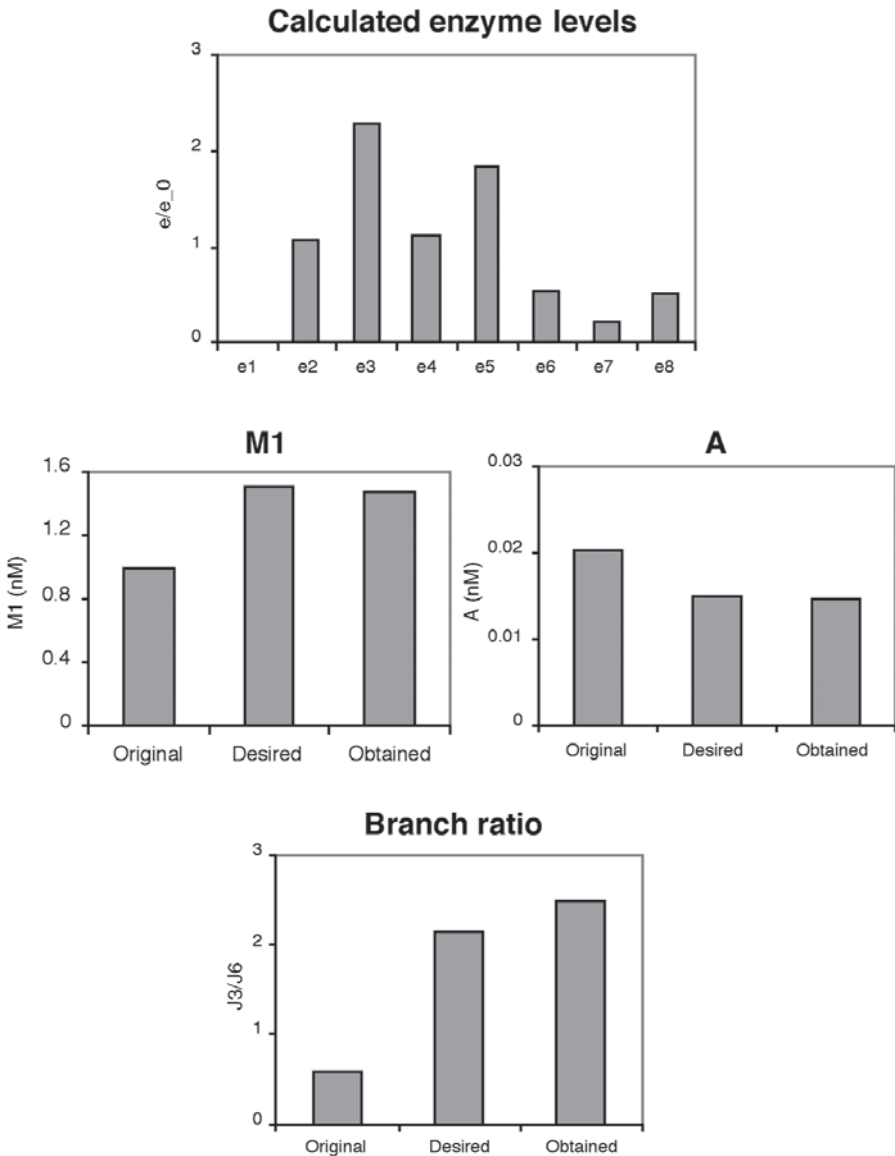 Calculated enzyme levels
3
2
1
0
e/e_0
e1 e2 e3 e4 e5 e6 e7 e8
M1
1.6
1.2
0.8
0.4
0
M1 (nM)
Original Desired Obtained
A
0.03
0.02
0.01
0
A (nM)
Original Desired Obtained
Branch ratio
3
2
1
0
J3/J6
Original Desired Obtained